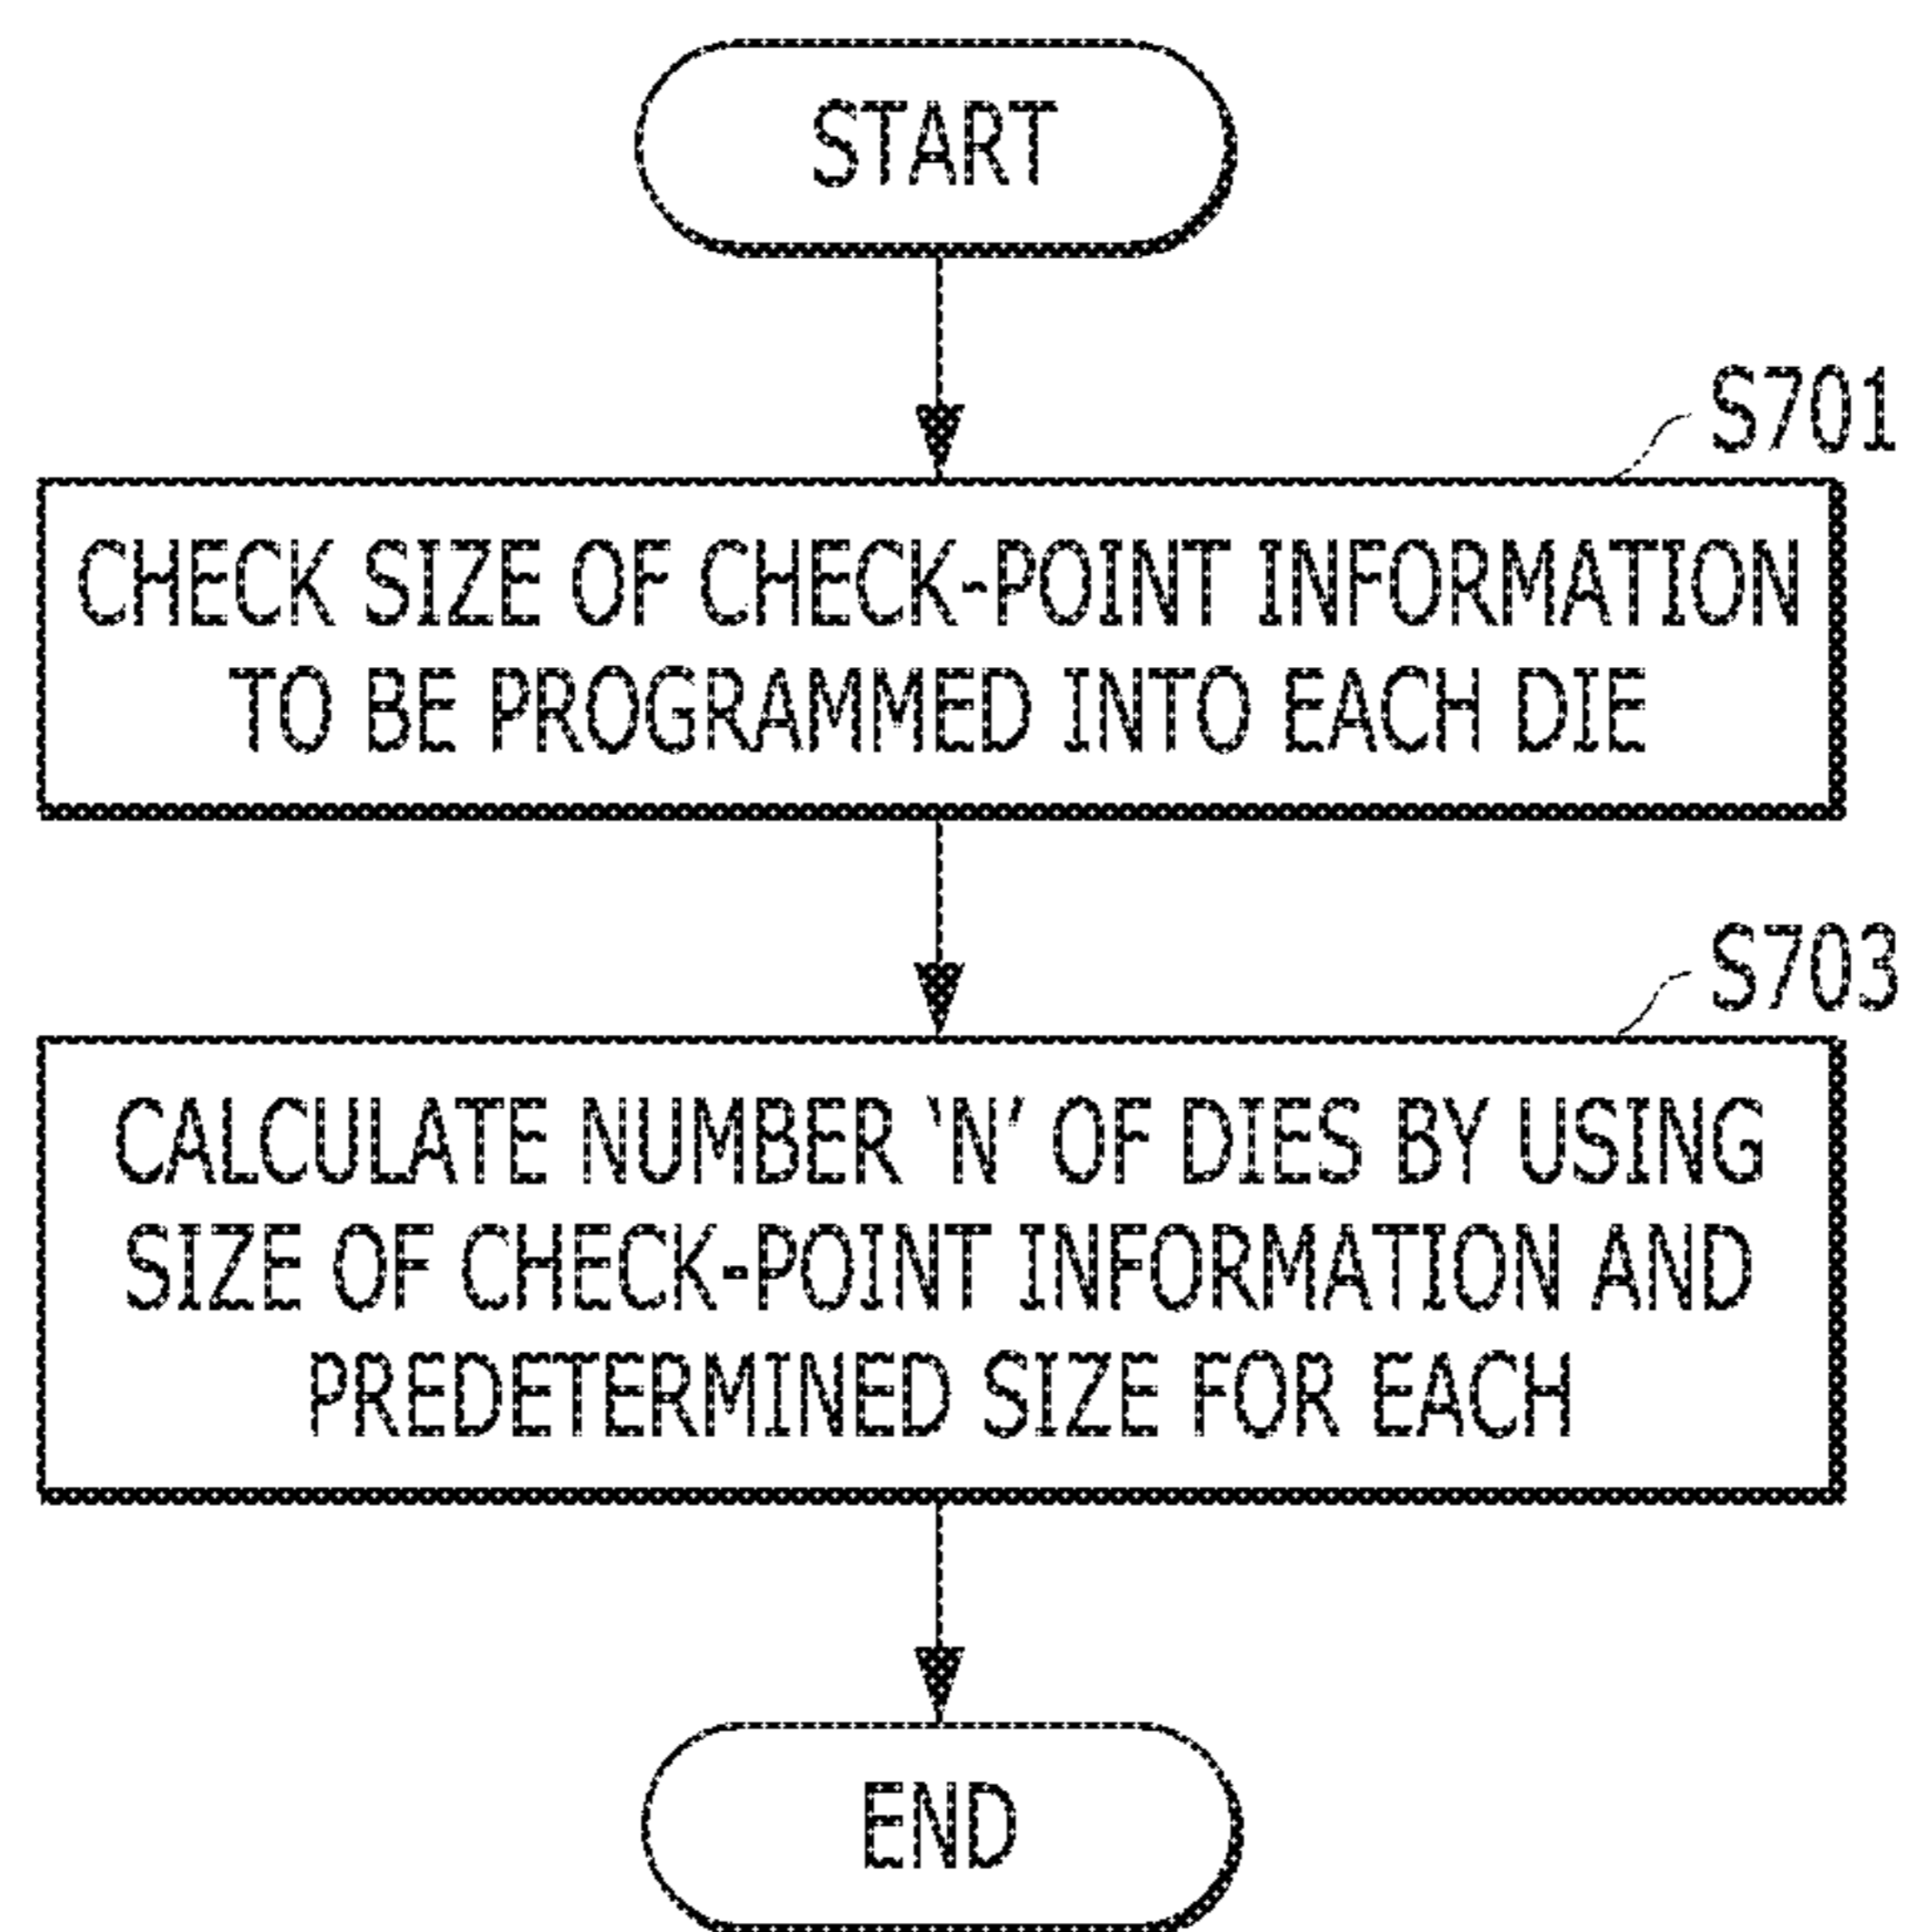 START
S701
CHECK SIZE OF CHECK-POINT INFORMATION
TO BE PROGRAMMED INTO EACH DIE
S703
CALCULATE NUMBER ‘N’ OF DIES BY USING
SIZE OF CHECK-POINT INFORMATION AND
PREDETERMINED SIZE FOR EACH
END